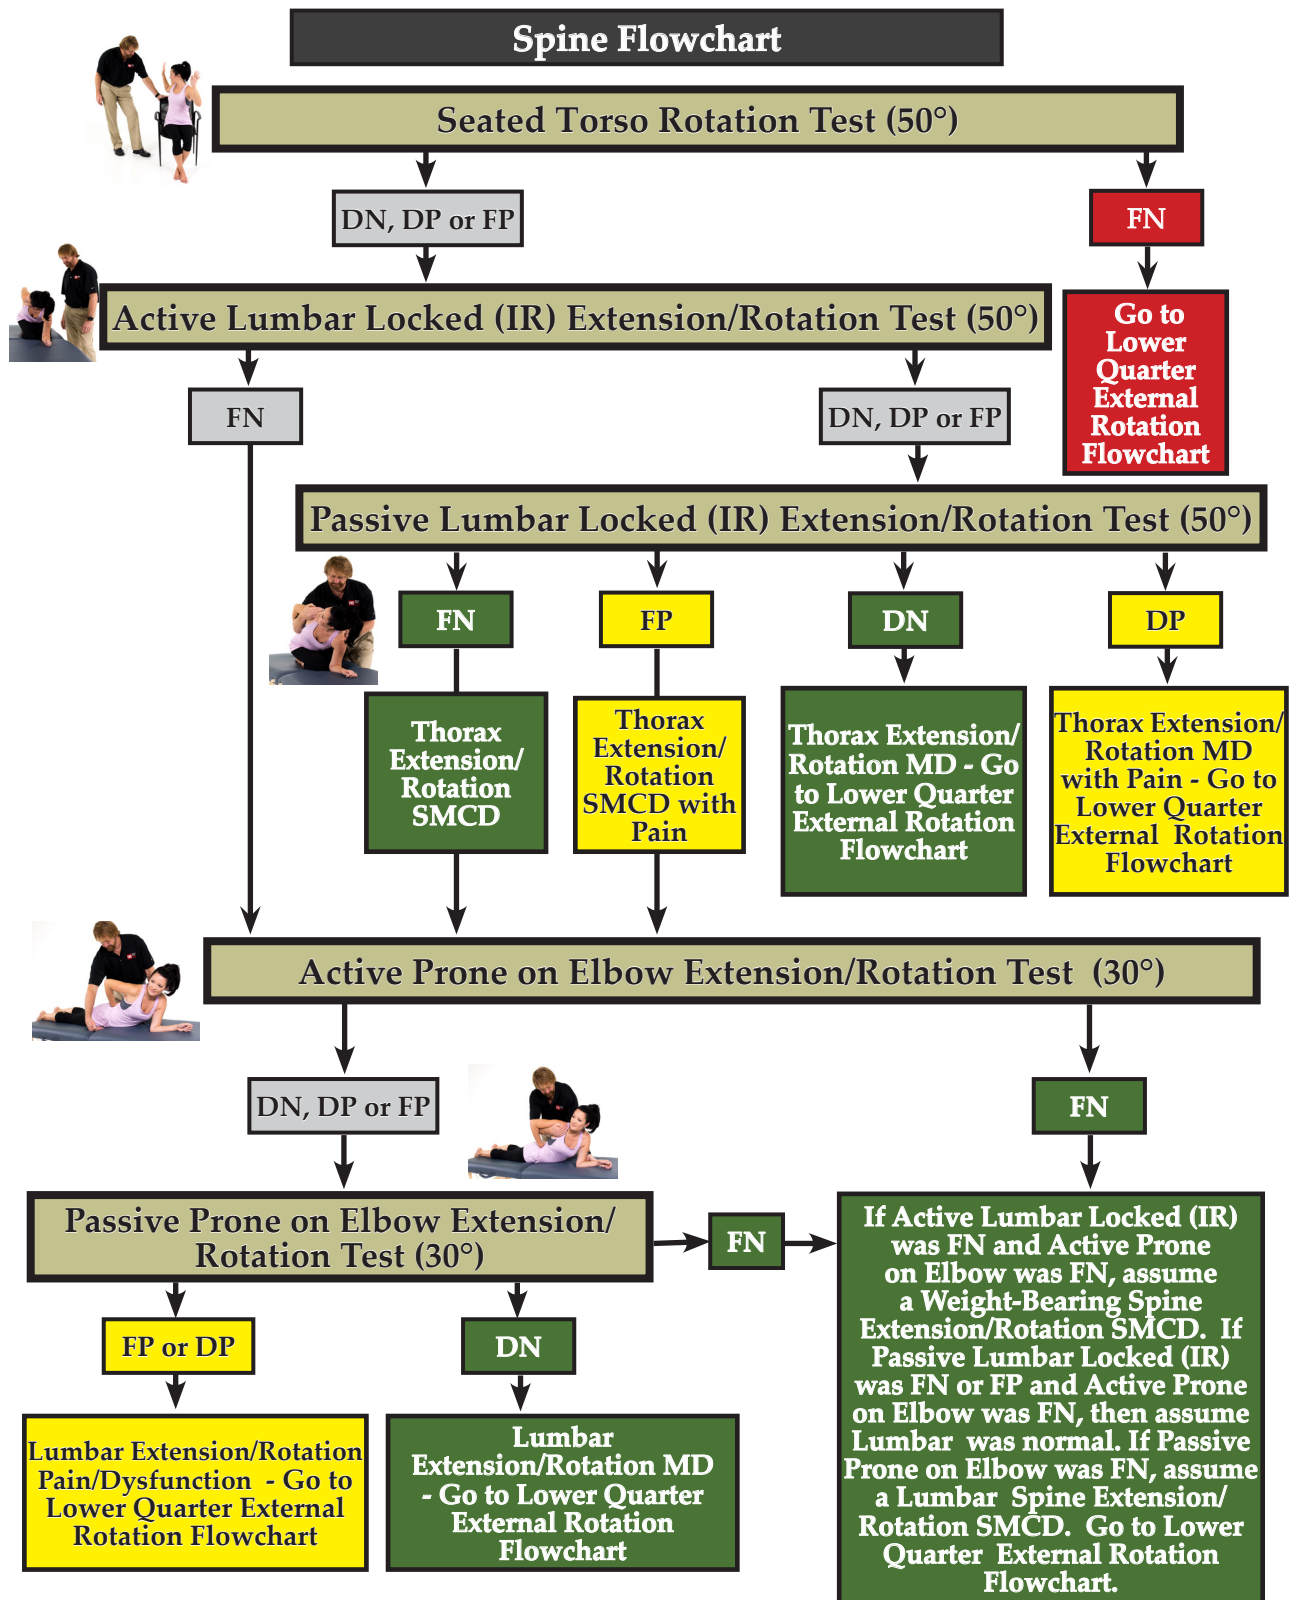 Spine Flowchart
Seated Torso Rotation Test (50°)
DN, DP or FP
FN
Active Lumbar Locked (IR) Extension/Rotation Test (50°)
Go to
Lower
Quarter
External
Rotation
Flowchart
FN
DN, DP or FP
Passive Lumbar Locked (IR) Extension/Rotation Test (50°)
FN
FP
DN
DP
Thorax
Extension/
Rotation
SMCD
Thorax
Extension/
Rotation
SMCD with
Pain
Thorax Extension/
Rotation MD - Go
to Lower Quarter
External Rotation
Flowchart
Thorax Extension/
Rotation MD
with Pain - Go to
Lower Quarter
External  Rotation
Flowchart
Active Prone on Elbow Extension/Rotation Test  (30°)
DN, DP or FP
FN
Passive Prone on Elbow Extension/
Rotation Test (30°)
FN
If Active Lumbar Locked (IR)
was FN and Active Prone
on Elbow was FN, assume
a Weight-Bearing Spine
Extension/Rotation SMCD.  If
Passive Lumbar Locked (IR)
was FN or FP and Active Prone
on Elbow was FN, then assume
Lumbar  was normal. If Passive
Prone on Elbow was FN, assume
a Lumbar  Spine Extension/
Rotation SMCD.  Go to Lower
Quarter  External Rotation
Flowchart.
FP or DP
DN
Lumbar Extension/Rotation
Pain/Dysfunction  - Go to
Lower Quarter External
Rotation Flowchart
Lumbar
Extension/Rotation MD
- Go to Lower Quarter
External Rotation
Flowchart